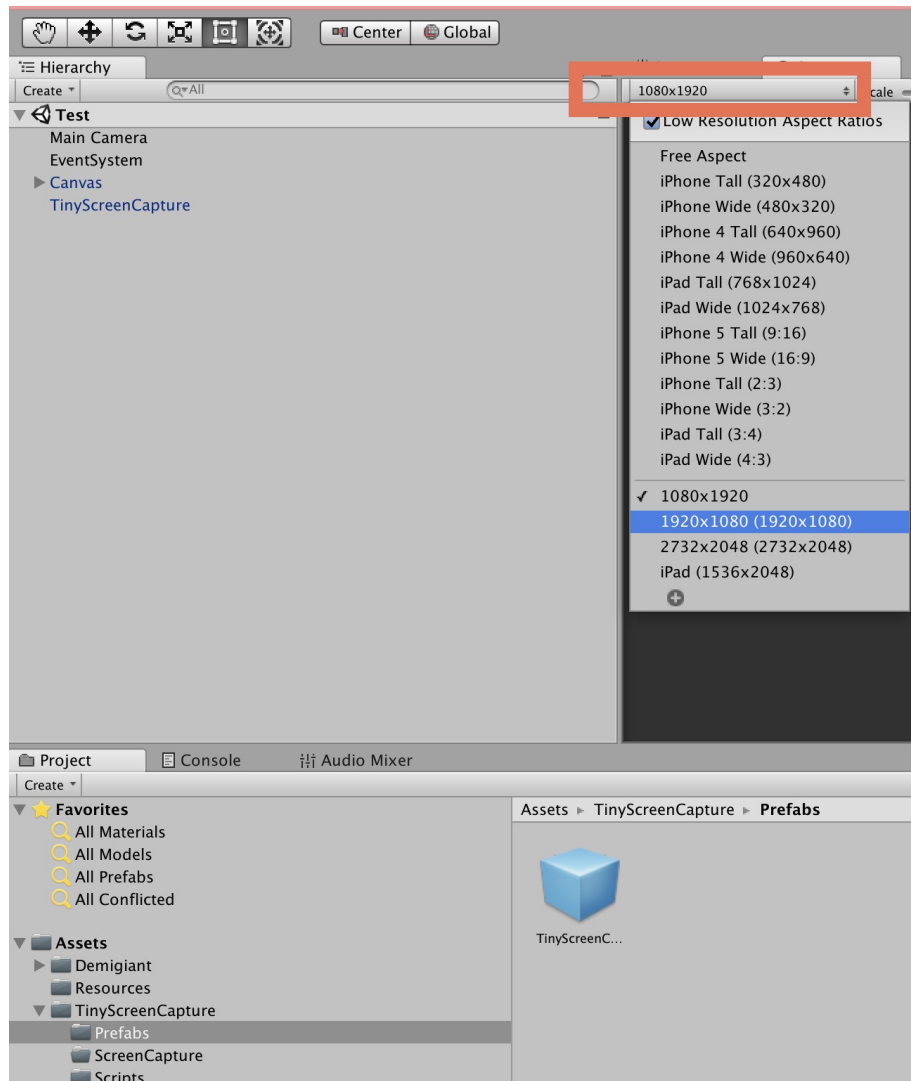 Center
Global
Hierarchy
Create
All
1080x1920
cale
Test
Main Camera
EventSystem
Canvas
TinyScreenCapture
Low Resolution Aspect Ratios
Free Aspect
iPhone Tall (320x480)
iPhone Wide (480x320)
iPhone 4 Tall (640x960)
iPhone 4 Wide (960x640)
iPad Tall (768x1024)
iPad Wide (1024x768)
iPhone 5 Tall (9:16)
iPhone 5 Wide (16:9)
iPhone Tall (2:3)
iPhone Wide (3:2)
iPad Tall (3:4)
iPad Wide (4:3)
1080x1920
1920x1080 (1920x1080)
2732x2048 (2732x2048)
iPad (1536x2048)
Project
Console
Audio Mixer
Create
Favorites
All Materials
All Models
All Prefabs
All Conflicted
Assets
Demigiant
Resources
TinyScreenCapture
Prefabs
ScreenCapture
Scripts
Assets TinyScreenCapture Prefabs
TinyScreenC...